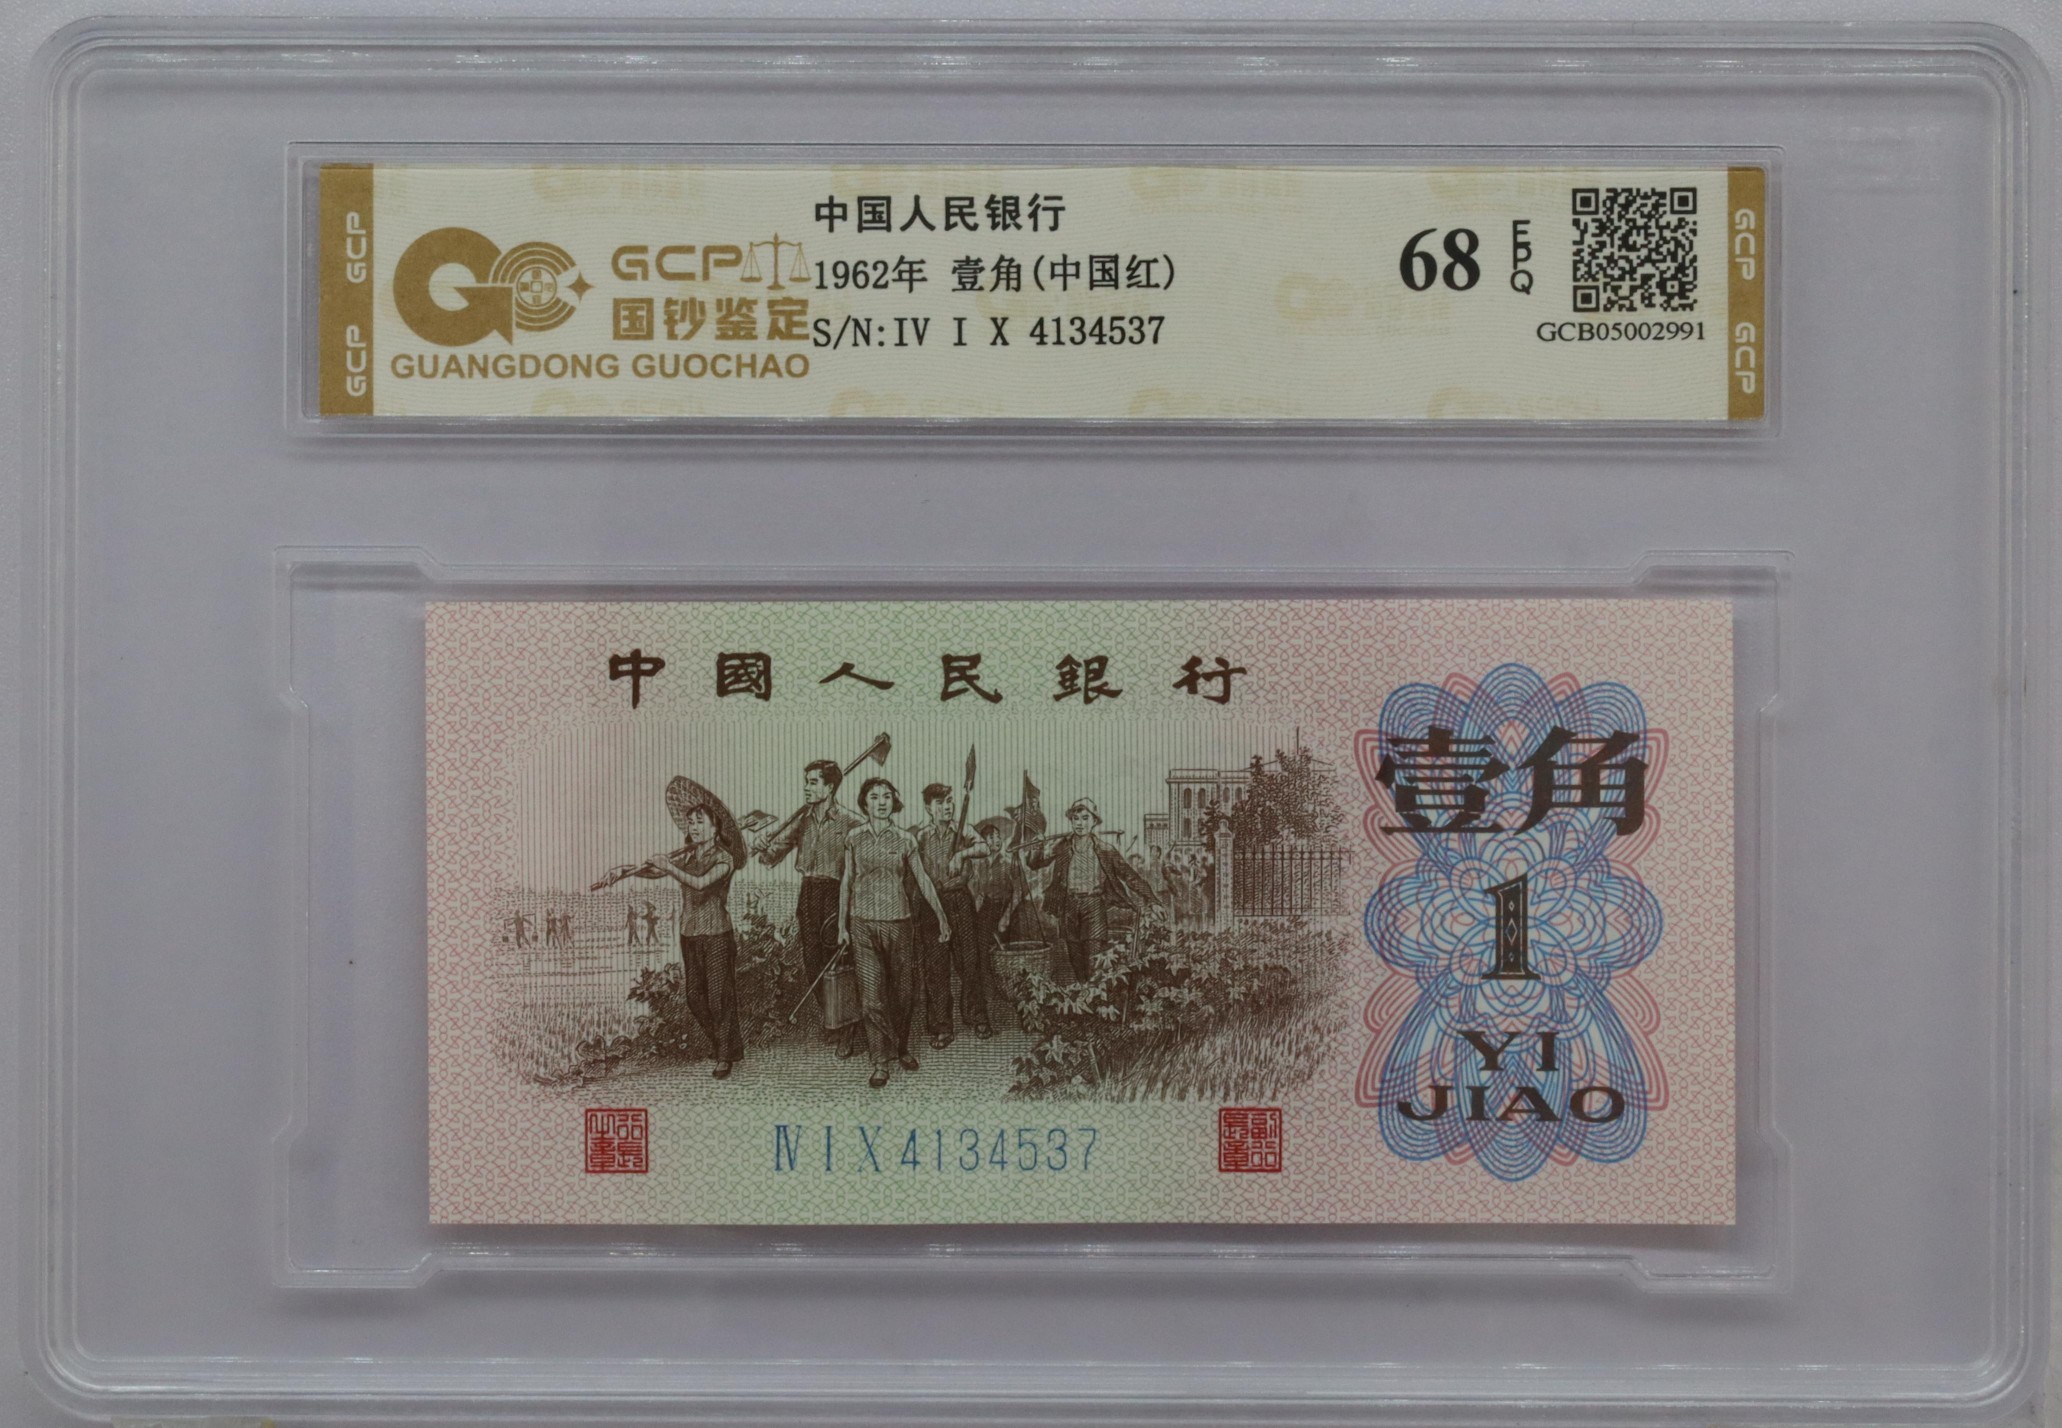 GCP GCP
GCP
国钞鉴定
GUANGDONG GUOCHAO
中国人民银行
1962年 壹角(中国红)
S/N:IV I X 4134537
68 EPQ
GCB05002991
GCP GCP
中國人民銀行
壹角
1
YI
JIAO
Ⅳ I X 4134537